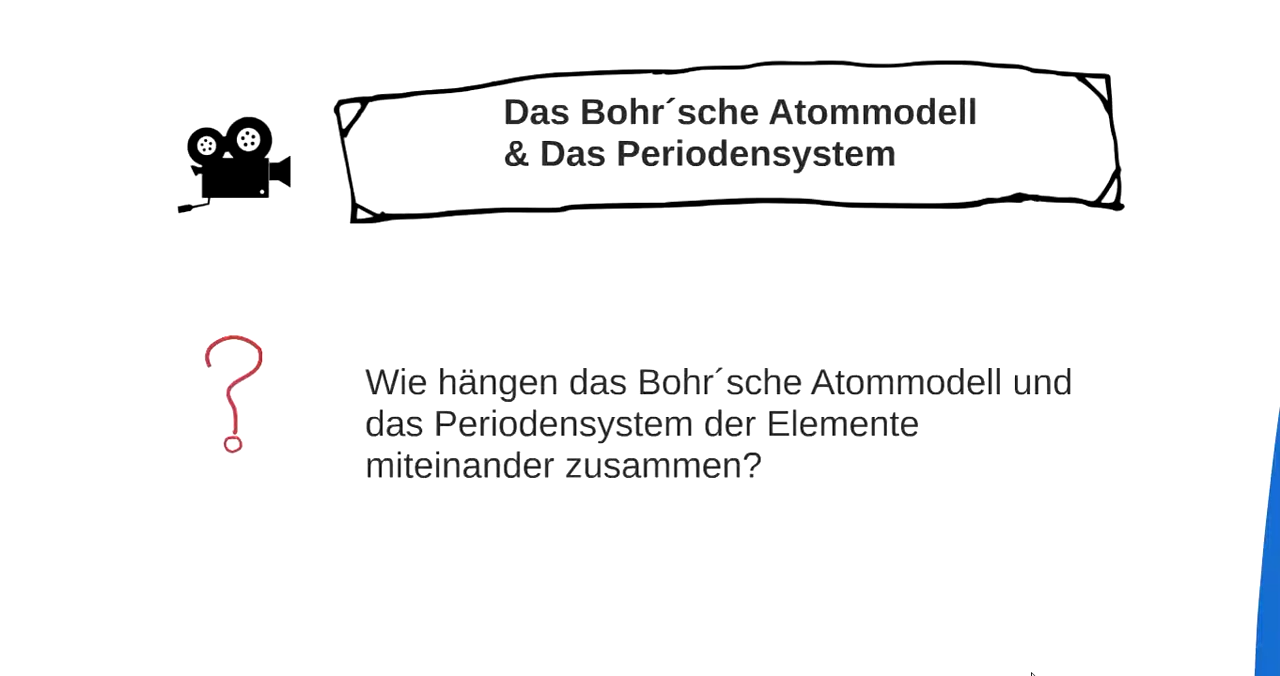 Das Bohr´sche Atommodell
& Das Periodensystem
Wie hängen das Bohr´sche Atommodell und
das Periodensystem der Elemente
miteinander zusammen?